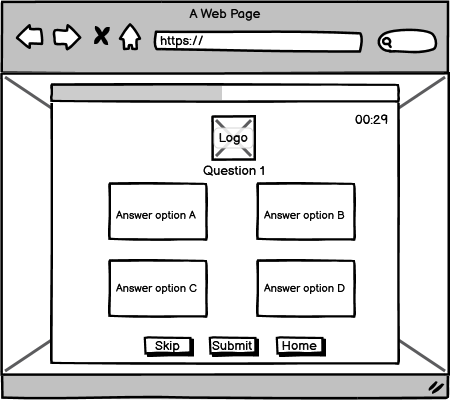 A Web Page
https://
00:29
Logo
Question 1
Answer option A
Answer option B
Answer option C
Answer option D
Skip
Submit
Home